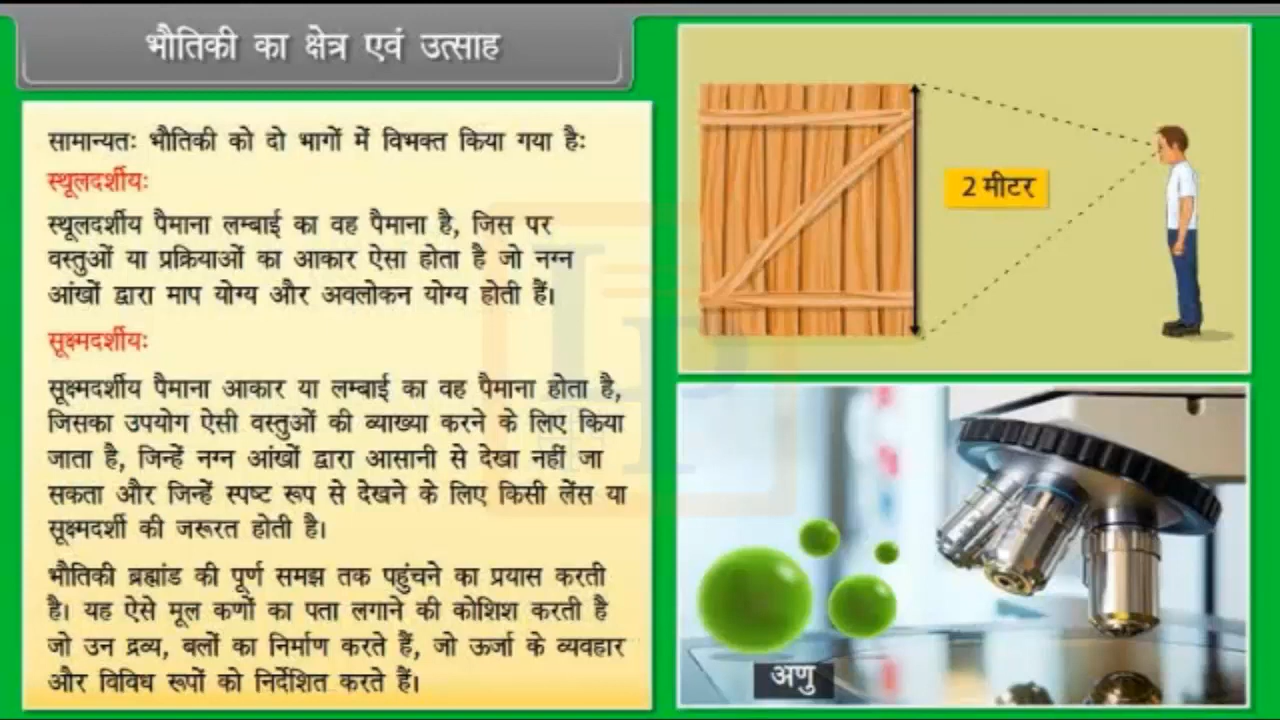 भौतिकी का क्षेत्र एवं उत्साह
सामान्यतः भौतिकी को दो भागों में विभक्त किया गया हैः
स्थूलदर्शीयः
स्थूलदर्शीय पैमाना लम्बाई का वह पैमाना है, जिस पर
वस्तुओं या प्रक्रियाओं का आकार ऐसा होता है जो नग्न
आंखों द्वारा माप योग्य और अवलोकन योग्य होती हैं।
सूक्ष्मदर्शीयः
सूक्ष्मदर्शीय पैमाना आकार या लम्बाई का वह पैमाना होता है,
जिसका उपयोग ऐसी वस्तुओं की व्याख्या करने के लिए किया
जाता है, जिन्हें नग्न आंखों द्वारा आसानी से देखा नहीं जा
सकता और जिन्हें स्पष्ट रूप से देखने के लिए किसी लेंस या
सूक्ष्मदर्शी की जरूरत होती है।
भौतिकी ब्रह्मांड की पूर्ण समझ तक पहुंचने का प्रयास करती
है। यह ऐसे मूल कणों का पता लगाने की कोशिश करती है
जो उन द्रव्य, बलों का निर्माण करते हैं, जो ऊर्जा के व्यवहार
और विविध रूपों को निर्देशित करते हैं।
2 मीटर
अणु